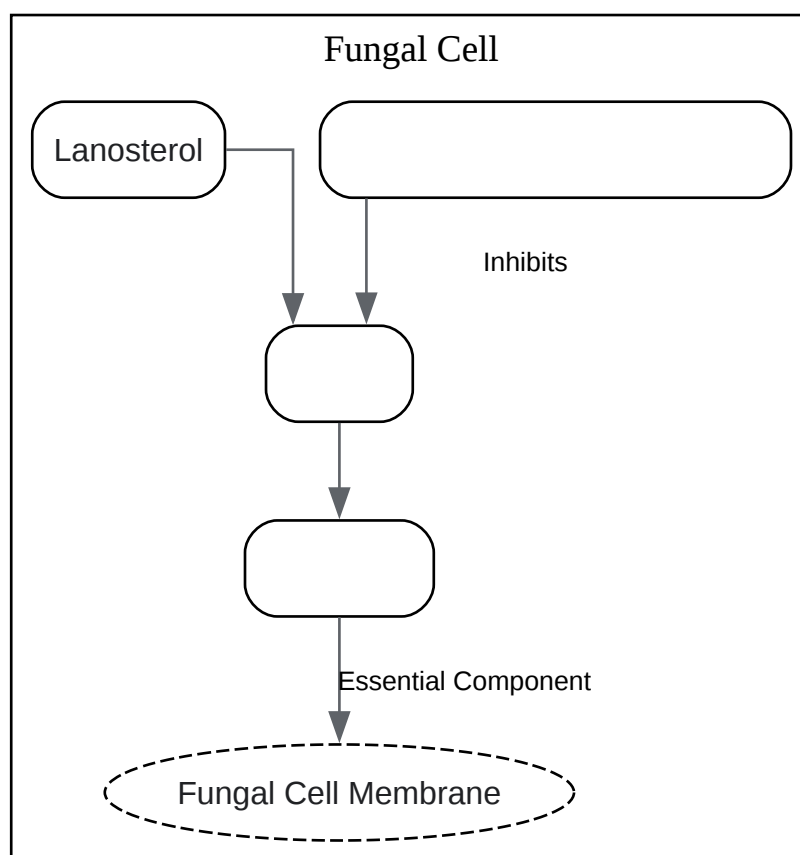 Fungal Cell
Lanosterol
Inhibits
Essential Component
Fungal Cell Membrane